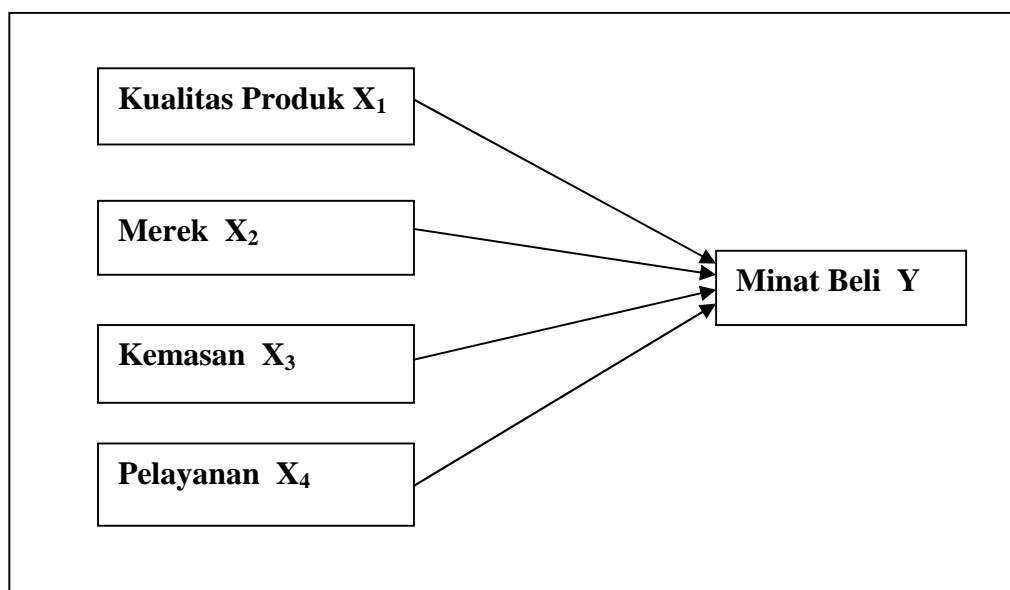 Kualitas Produk X₁
Merek X₂
Kemasan X₃
Pelayanan X₄
Minat Beli Y